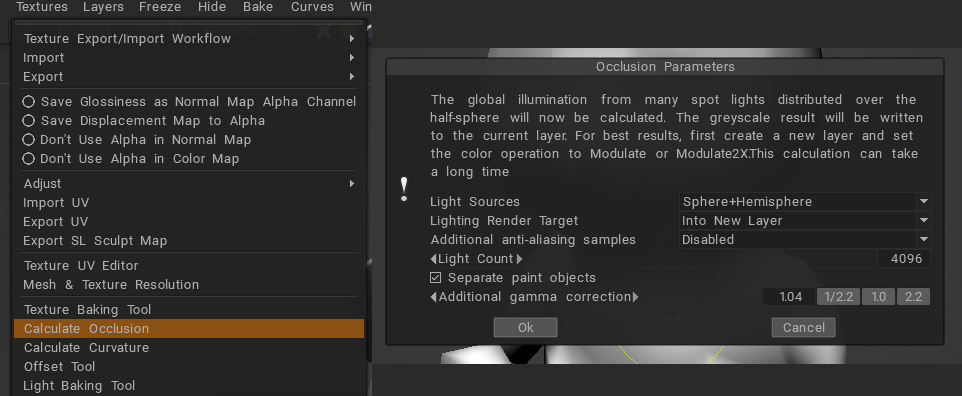 Textures Layers Freeze Hide Bake Curves Win
Texture Export/Import Workflow
Import
Export
Save Glossiness as Normal Map Alpha Channel
Save Displacement Map to Alpha
Don't Use Alpha in Normal Map
Don't Use Alpha in Color Map
Adjust
Import UV
Export UV
Export SL Sculpt Map
Texture UV Editor
Mesh & Texture Resolution
Texture Baking Tool
Calculate Occlusion
Calculate Curvature
Offset Tool
Light Baking Tool
Occlusion Parameters
The global illumination from many spot lights distributed over the
half-sphere will now be calculated. The greyscale result will be written
to the current layer. For best results, first create a new layer and set
the color operation to Modulate or Modulate2X.This calculation can take
a long time
!
Light Sources Sphere+Hemisphere
Lighting Render Target Into New Layer
Additional anti-aliasing samples Disabled
Light Count 4096
Separate paint objects
Additional gamma correction 1.04 1/2.2 1.0 2.2
Ok Cancel